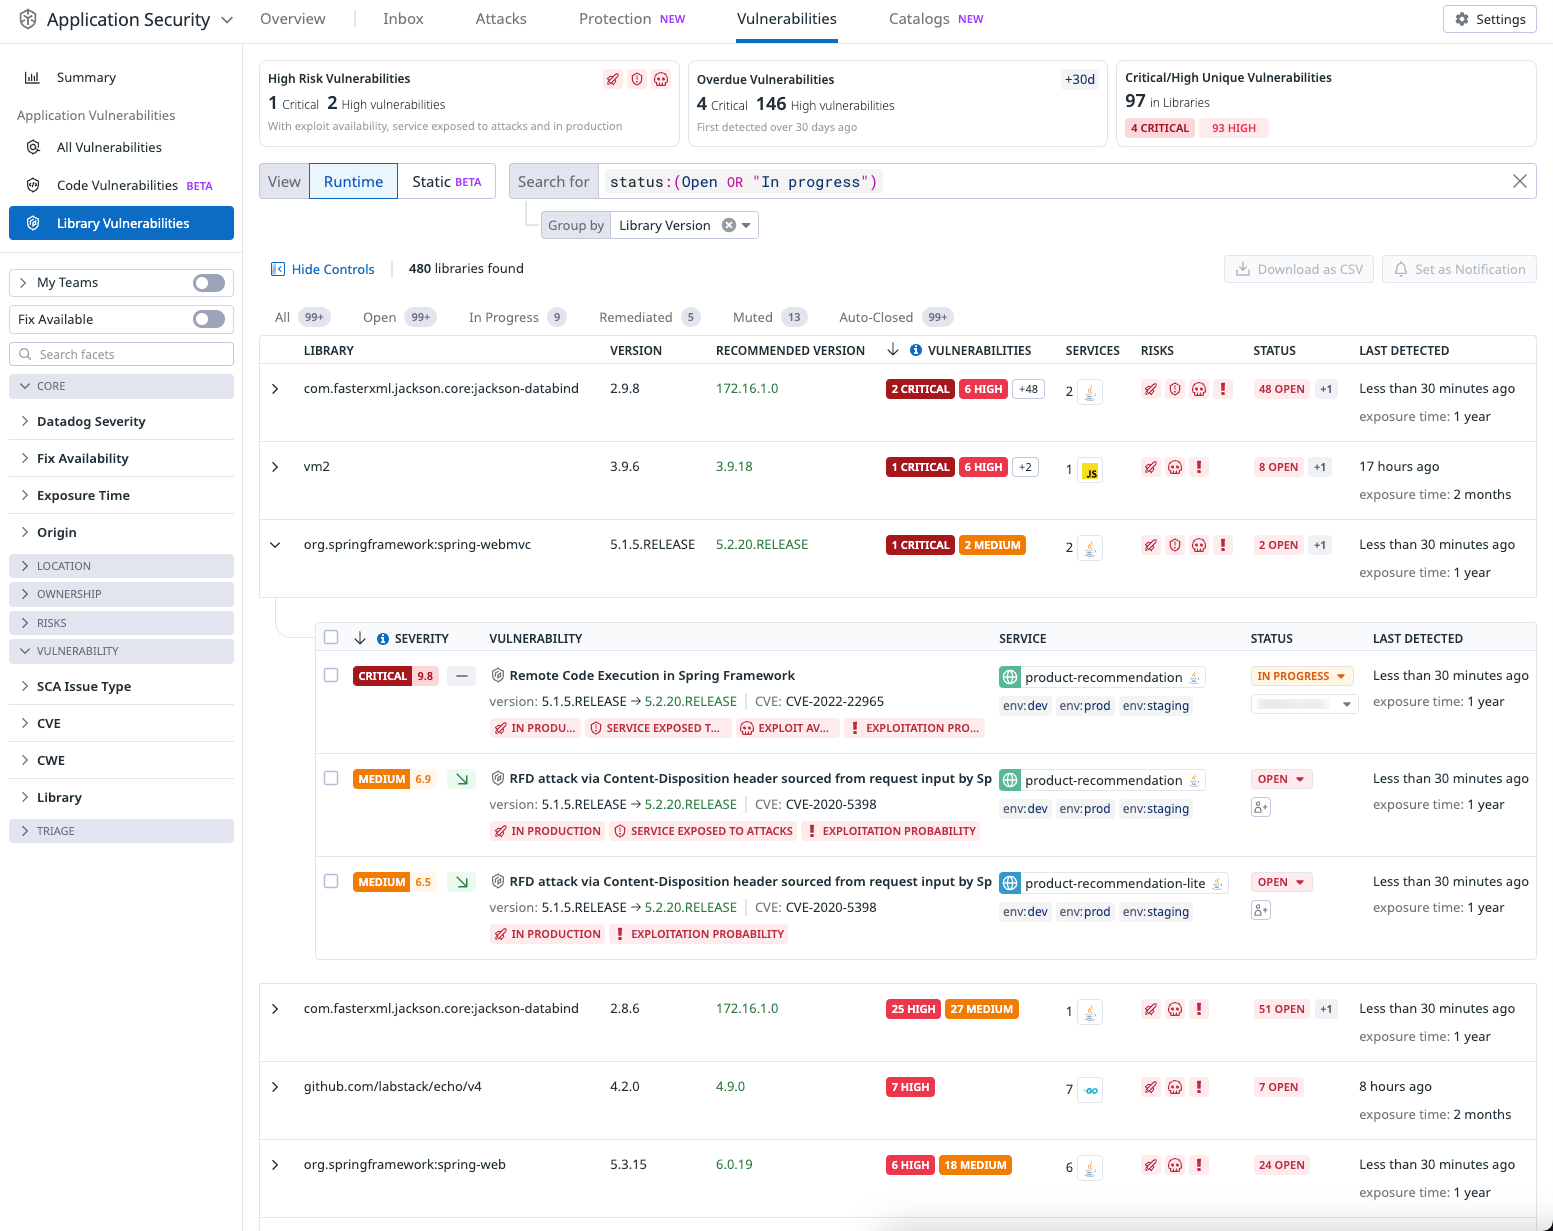 Application Security
Overview Inbox Attacks Protection NEW Vulnerabilities Catalogs NEW
Settings
Summary
Application Vulnerabilities
All Vulnerabilities
Code Vulnerabilities BETA
Library Vulnerabilities
My Teams
Fix Available
Search facets
CORE
Datadog Severity
Fix Availability
Exposure Time
Origin
LOCATION
OWNERSHIP
RISKS
VULNERABILITY
SCA Issue Type
CVE
CWE
Library
TRIAGE
High Risk Vulnerabilities
1 Critical 2 High vulnerabilities
With exploit availability, service exposed to attacks and in production
Overdue Vulnerabilities +30d
4 Critical 146 High vulnerabilities
First detected over 30 days ago
Critical/High Unique Vulnerabilities
97 in Libraries
4 CRITICAL 93 HIGH
View Runtime Static BETA Search for status:(Open OR "In progress")
Group by Library Version
Hide Controls 480 libraries found Download as CSV Set as Notification
All 99+ Open 99+ In Progress 9 Remediated 5 Muted 13 Auto-Closed 99+
LIBRARY VERSION RECOMMENDED VERSION VULNERABILITIES SERVICES RISKS STATUS LAST DETECTED
com.fasterxml.jackson.core:jackson-databind 2.9.8 172.16.1.0 2 CRITICAL 6 HIGH +48 2 48 OPEN +1 Less than 30 minutes ago
exposure time: 1 year
vm2 3.9.6 3.9.18 1 CRITICAL 6 HIGH +2 1 JS 8 OPEN +1 17 hours ago
exposure time: 2 months
org.springframework:spring-webmvc 5.1.5.RELEASE 5.2.20.RELEASE 1 CRITICAL 2 MEDIUM 2 2 OPEN +1 Less than 30 minutes ago
exposure time: 1 year
SEVERITY VULNERABILITY SERVICE STATUS LAST DETECTED
CRITICAL 9.8 Remote Code Execution in Spring Framework product-recommendation IN PROGRESS Less than 30 minutes ago
version: 5.1.5.RELEASE → 5.2.20.RELEASE CVE: CVE-2022-22965 env:dev env:prod env:staging exposure time: 1 year
IN PRODU... SERVICE EXPOSED T... EXPLOIT AV... EXPLOITATION PRO...
MEDIUM 6.9 RFD attack via Content-Disposition header sourced from request input by Sp product-recommendation OPEN Less than 30 minutes ago
version: 5.1.5.RELEASE → 5.2.20.RELEASE CVE: CVE-2020-5398 env:dev env:prod env:staging exposure time: 1 year
IN PRODUCTION SERVICE EXPOSED TO ATTACKS EXPLOITATION PROBABILITY
MEDIUM 6.5 RFD attack via Content-Disposition header sourced from request input by Sp product-recommendation-lite OPEN Less than 30 minutes ago
version: 5.1.5.RELEASE → 5.2.20.RELEASE CVE: CVE-2020-5398 env:dev env:prod env:staging exposure time: 1 year
IN PRODUCTION EXPLOITATION PROBABILITY
com.fasterxml.jackson.core:jackson-databind 2.8.6 172.16.1.0 25 HIGH 27 MEDIUM 1 51 OPEN +1 Less than 30 minutes ago
exposure time: 1 year
github.com/labstack/echo/v4 4.2.0 4.9.0 7 HIGH 7 GO 7 OPEN 8 hours ago
exposure time: 2 months
org.springframework:spring-web 5.3.15 6.0.19 6 HIGH 18 MEDIUM 6 24 OPEN Less than 30 minutes ago
exposure time: 1 year